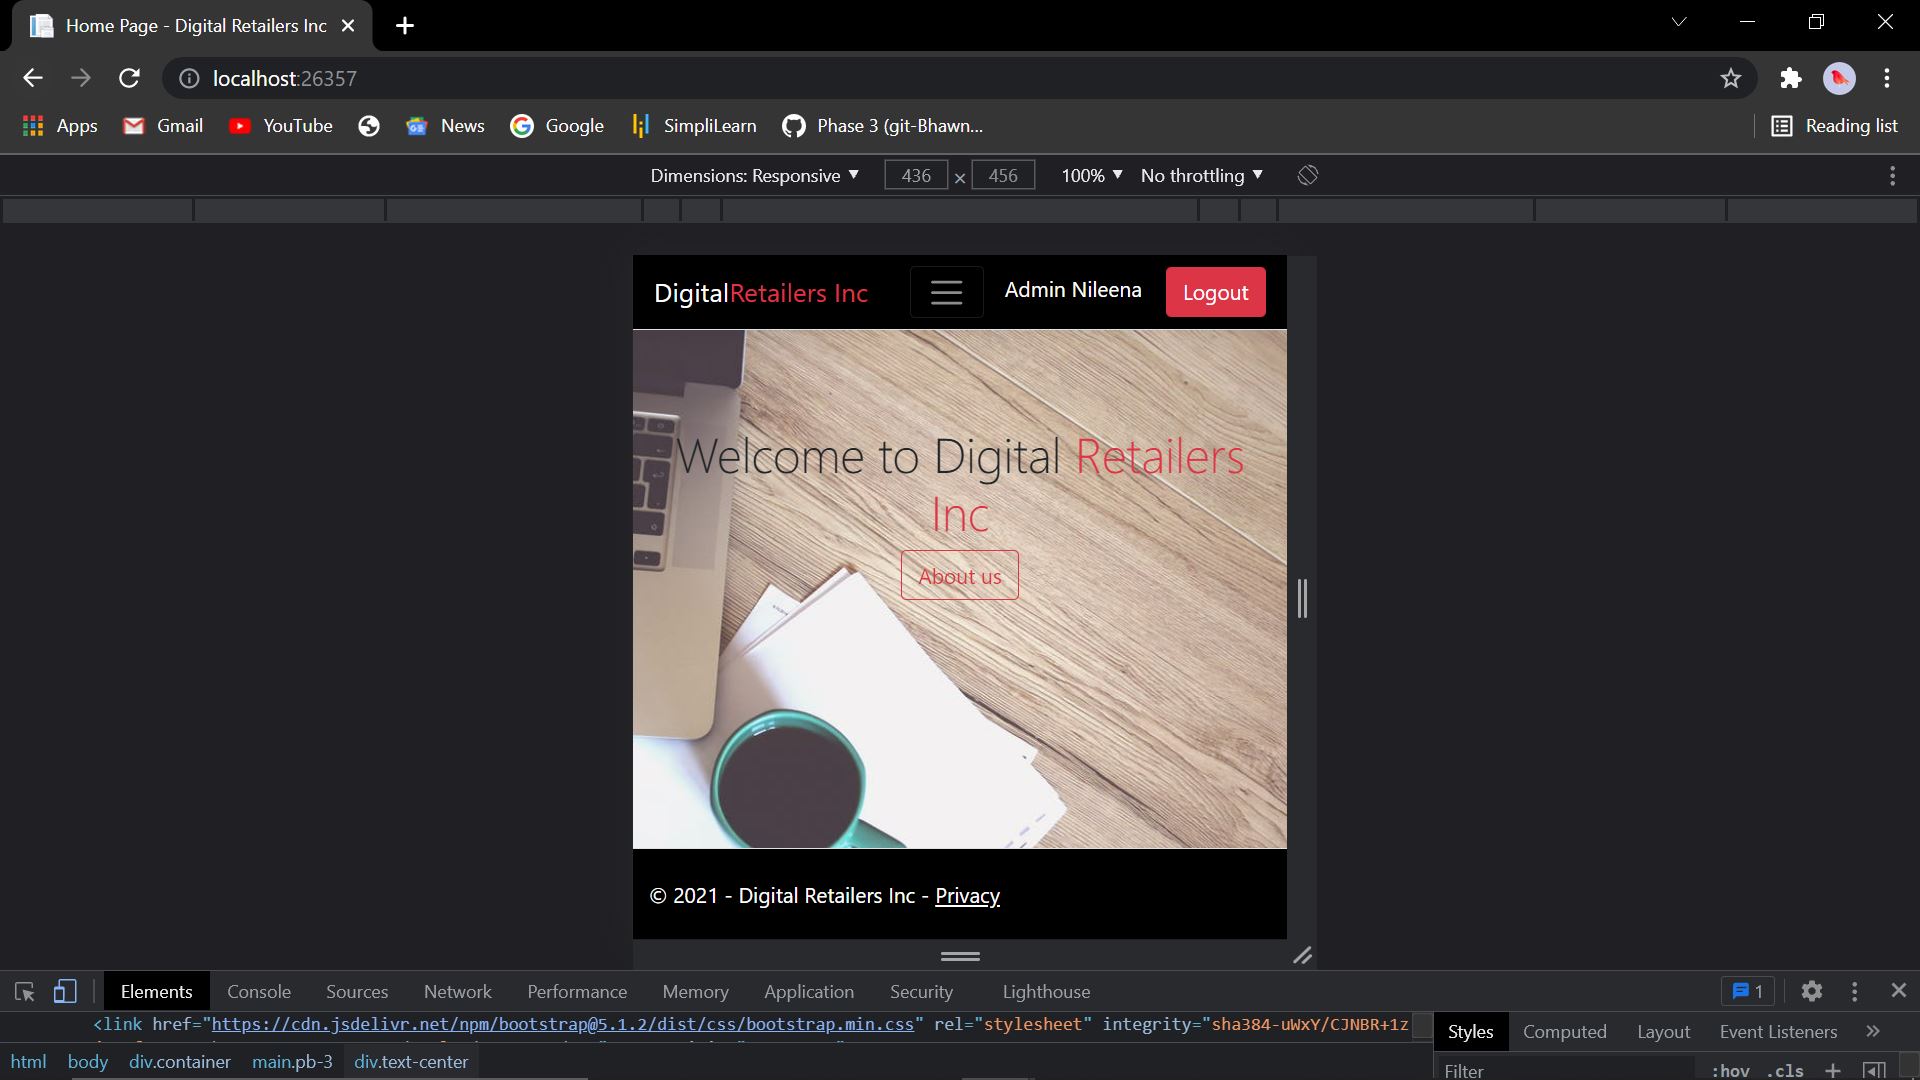 Home Page - Digital Retailers Inc
localhost:26357
Apps Gmail YouTube News Google SimpliLearn Phase 3 (git-Bhawn... Reading list
Dimensions: Responsive 436 × 456 100% No throttling
DigitalRetailers Inc Admin Nileena Logout
Welcome to Digital Retailers
Inc
About us
© 2021 - Digital Retailers Inc - Privacy
Elements Console Sources Network Performance Memory Application Security Lighthouse 1
<link href="https://cdn.jsdelivr.net/npm/bootstrap@5.1.2/dist/css/bootstrap.min.css" rel="stylesheet" integrity="sha384-uWxY/CJNBR+1z
Styles Computed Layout Event Listeners
html body div.container main.pb-3 div.text-center
Filter :hov .cls